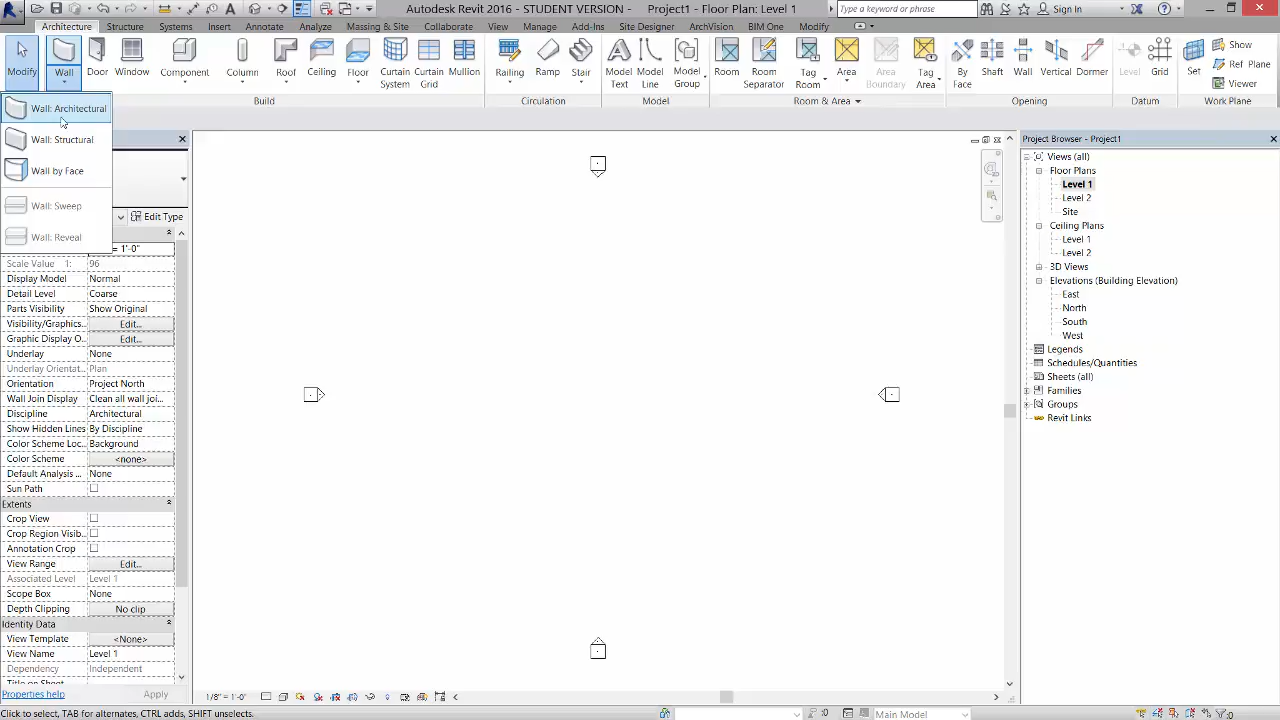 Autodesk Revit 2016 - STUDENT VERSION - Project1 - Floor Plan: Level 1
Type a keyword or phrase
Sign In
Architecture Structure Systems Insert Annotate Analyze Massing & Site Collaborate View Manage Add-Ins Site Designer ArchVision BIM One Modify
Modify Wall Door Window Component Column Roof Ceiling Floor Curtain System Curtain Grid Mullion Railing Ramp Stair Model Text Model Line Model Group Room Room Separator Tag Room Area Area Boundary Tag Area By Face Shaft Wall Vertical Dormer Level Grid Set Show
Ref Plane
Viewer
Build Circulation Model Room & Area Opening Datum Work Plane
Wall: Architectural
Wall: Structural
Wall by Face
Wall: Sweep
Wall: Reveal
Edit Type
= 1'-0"
Scale Value 1: 96
Display Model Normal
Detail Level Coarse
Parts Visibility Show Original
Visibility/Graphics... Edit...
Graphic Display O... Edit...
Underlay None
Underlay Orientat... Plan
Orientation Project North
Wall Join Display Clean all wall joi...
Discipline Architectural
Show Hidden Lines By Discipline
Color Scheme Loc... Background
Color Scheme <none>
Default Analysis ... None
Sun Path
Extents
Crop View
Crop Region Visib...
Annotation Crop
View Range Edit...
Associated Level Level 1
Scope Box None
Depth Clipping No clip
Identity Data
View Template <None>
View Name Level 1
Dependency Independent
Title on Sheet
Properties help Apply
Project Browser - Project1
Views (all)
Floor Plans
Level 1
Level 2
Site
Ceiling Plans
Level 1
Level 2
3D Views
Elevations (Building Elevation)
East
North
South
West
Legends
Schedules/Quantities
Sheets (all)
Families
Groups
Revit Links
1/8" = 1'-0"
Click to select, TAB for alternates, CTRL adds, SHIFT unselects.
:0
Main Model
:0